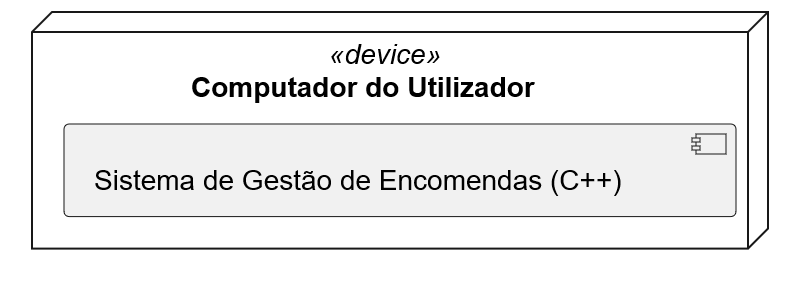 «device»
Computador do Utilizador
Sistema de Gestão de Encomendas (C++)